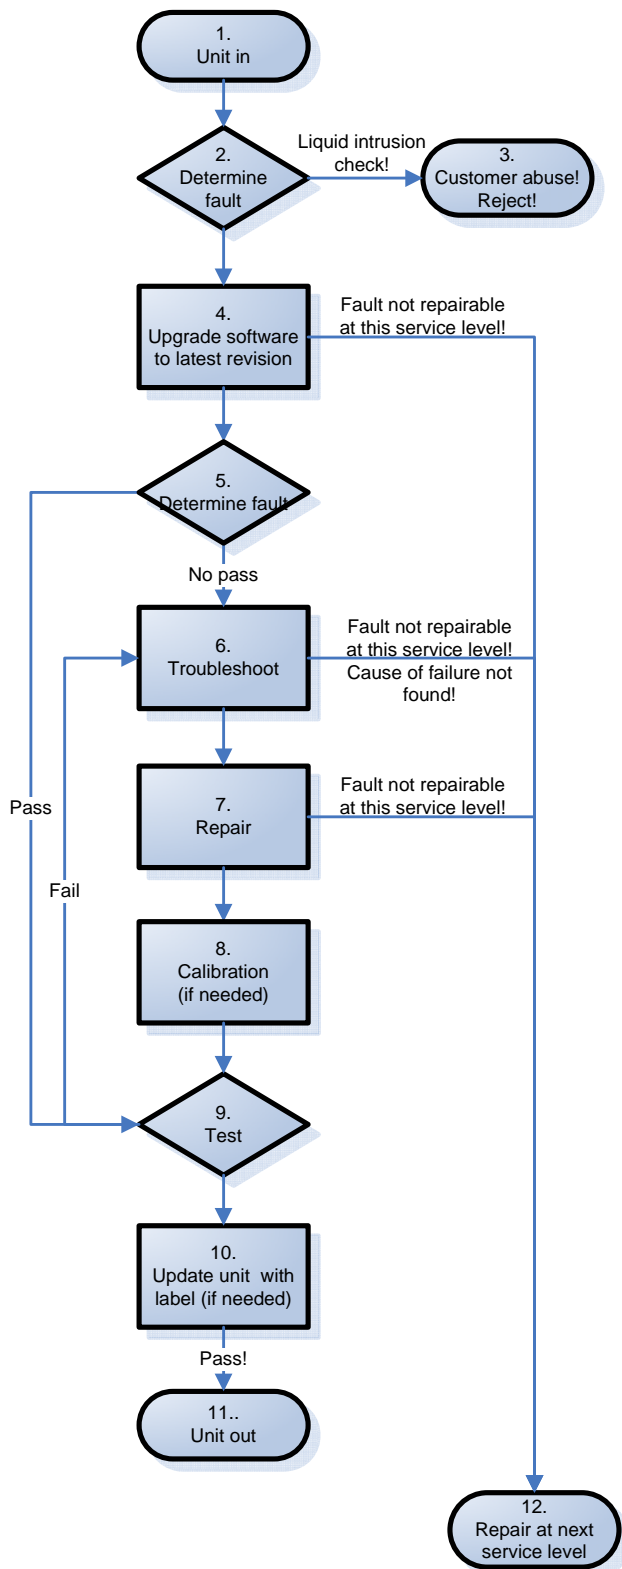 1.
Unit in
2.
Determine
fault
Liquid intrusion
check!
3.
Customer abuse!
Reject!
4.
Upgrade software
to latest revision
Fault not repairable
at this service level!
5.
Determine fault
No pass
6.
Troubleshoot
Fault not repairable
at this service level!
Cause of failure not
found!
7.
Repair
Fault not repairable
at this service level!
Pass
Fail
8.
Calibration
(if needed)
9.
Test
10.
Update unit with
label (if needed)
Pass!
11..
Unit out
12.
Repair at next
service level